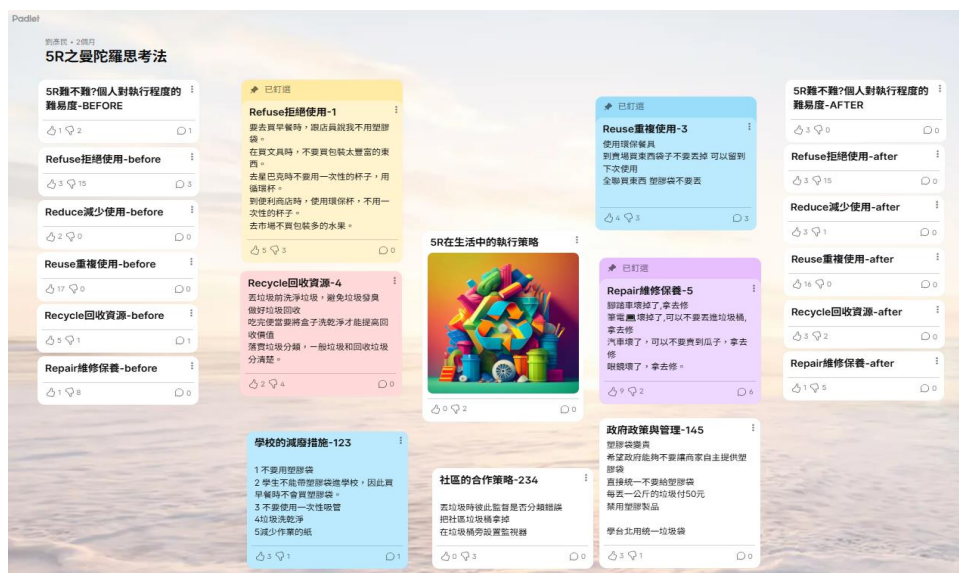 Padlet
劉彥民 • 2個月
5R之曼陀羅思考法
5R難不難?個人對執行程度的
難易度-BEFORE
1 2 1
Refuse拒絕使用-before
3 15 3
Reduce減少使用-before
2 0 0
Reuse重複使用-before
17 0 0
Recycle回收資源-before
5 1 1
Repair維修保養-before
1 8 0
已釘選
Refuse拒絕使用-1
要去買早餐時，跟店員說我不用塑膠
袋。
在買文具時，不要買包裝太豐富的東
西。
去星巴克時不要用一次性的杯子，用
循環杯。
到便利商店時，使用環保杯，不用一
次性的杯子。
去市場不買包裝多的水果。
5 3 0
Recycle回收資源-4
丟垃圾前洗淨垃圾，避免垃圾發臭
做好垃圾回收
吃完便當要將盒子洗乾淨才能提高回
收價值
落實垃圾分類，一般垃圾和回收垃圾
分清楚。
2 4 0
學校的減廢措施-123
1 不要用塑膠袋
2 學生不能帶塑膠袋進學校，因此買
早餐時不會買塑膠袋。
3 不要使用一次性吸管
4垃圾洗乾淨
5減少作業的紙
3 1 1
5R在生活中的執行策略
0 2 0
社區的合作策略-234
丟垃圾時彼此監督是否分類錯誤
把社區垃圾桶拿掉
在垃圾桶旁設置監視器
0 3 0
已釘選
Reuse重複使用-3
使用環保餐具
到賣場買東西袋子不要丟掉 可以留到
下次使用
全聯買東西 塑膠袋不要丟
4 3 3
已釘選
Repair維修保養-5
腳踏車壞掉了,拿去修
筆電💻壞掉了,可以不要丟進垃圾桶,
拿去修
汽車壞了，可以不要賣到瓜子，拿去
修
眼鏡壞了，拿去修。
9 2 6
政府政策與管理-145
塑膠袋變貴
希望政府能夠不要讓商家自主提供塑
膠袋
直接統一不要給塑膠袋
每丟一公斤的垃圾付50元
禁用塑膠製品
學台北用統一垃圾袋
3 1 0
5R難不難?個人對執行程度的
難易度-AFTER
3 0 0
Refuse拒絕使用-after
3 15 0
Reduce減少使用-after
3 1 0
Reuse重複使用-after
16 0 0
Recycle回收資源-after
3 2 0
Repair維修保養-after
1 5 0